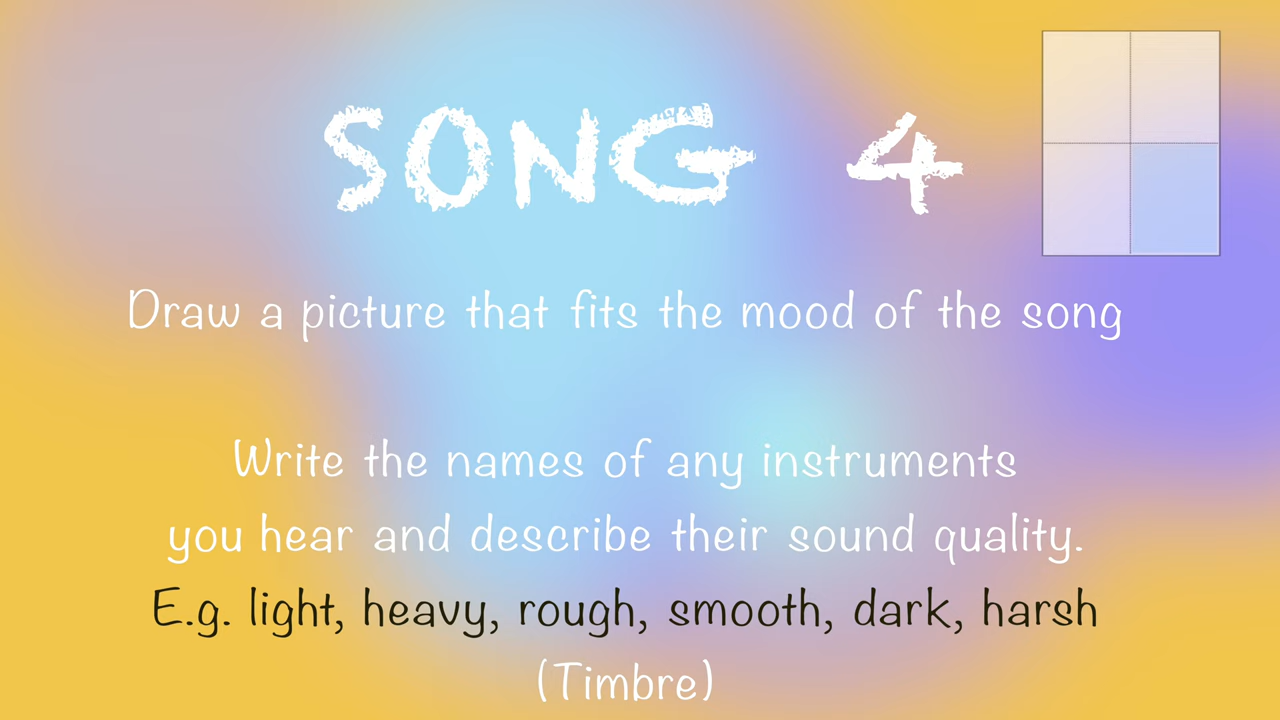 SONG 4
Draw a picture that fits the mood of the song
Write the names of any instruments
you hear and describe their sound quality.
E.g. light, heavy, rough, smooth, dark, harsh
(Timbre)